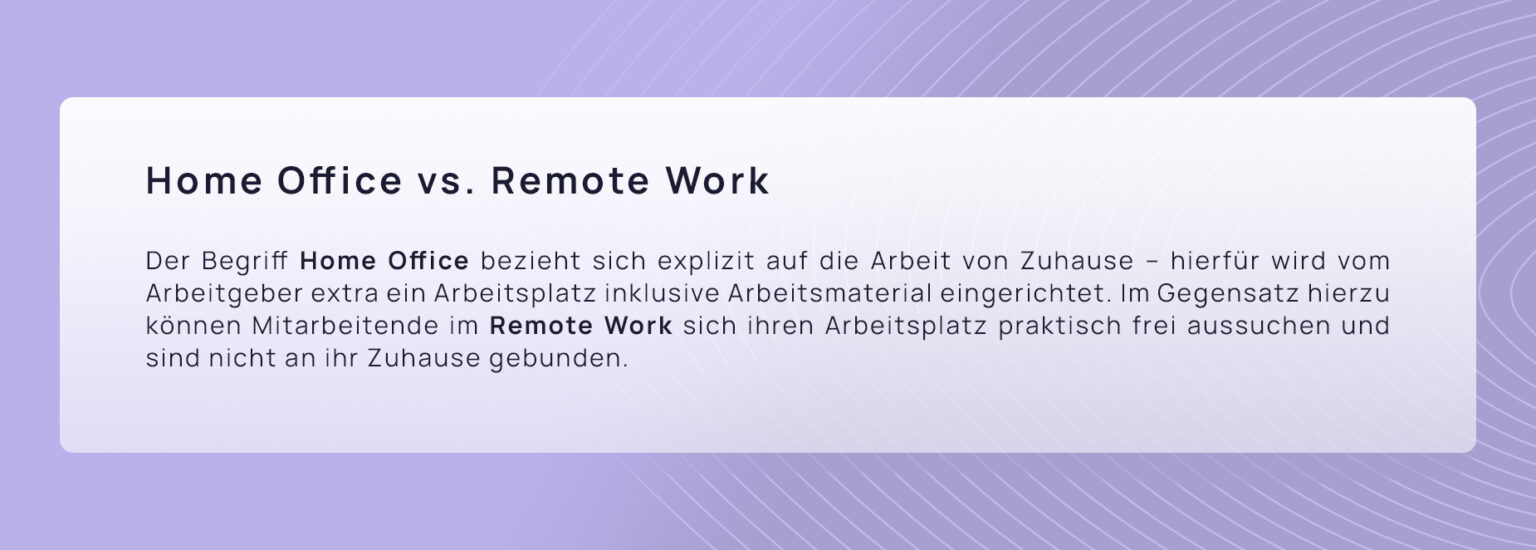 Home Office vs. Remote Work
Der Begriff Home Office bezieht sich explizit auf die Arbeit von Zuhause – hierfür wird vom
Arbeitgeber extra ein Arbeitsplatz inklusive Arbeitsmaterial eingerichtet. Im Gegensatz hierzu
können Mitarbeitende im Remote Work sich ihren Arbeitsplatz praktisch frei aussuchen und
sind nicht an ihr Zuhause gebunden.